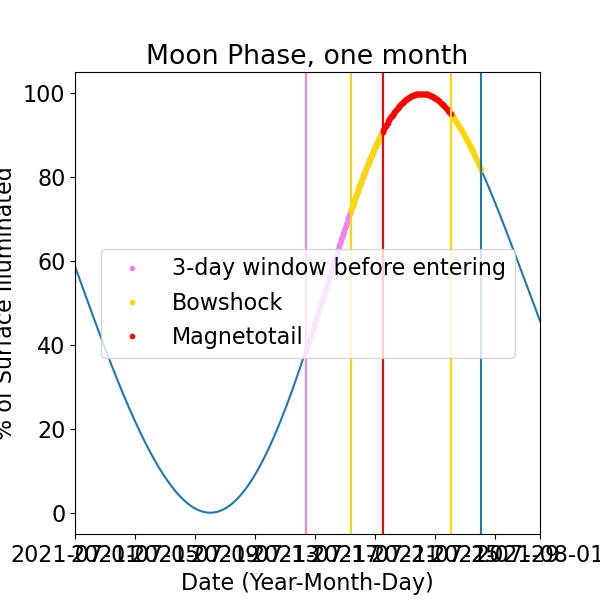 Moon Phase, one month
% of Surface Illuminated
100
80
60
40
20
0
3-day window before entering
Bowshock
Magnetotail
Date (Year-Month-Day)